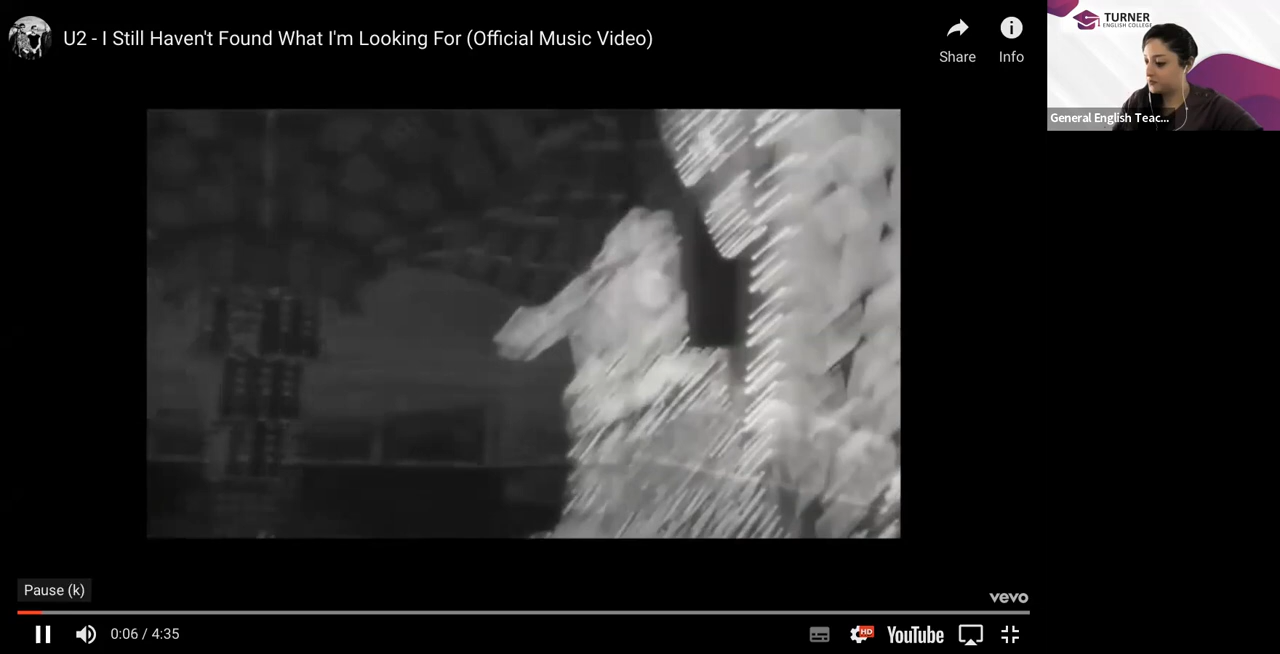 U2 - I Still Haven't Found What I'm Looking For (Official Music Video)
Share
Info
TURNER
ENGLISH COLLEGE
General English Teac...
Pause (k)
vevo
0:06 / 4:35
HD
YouTube